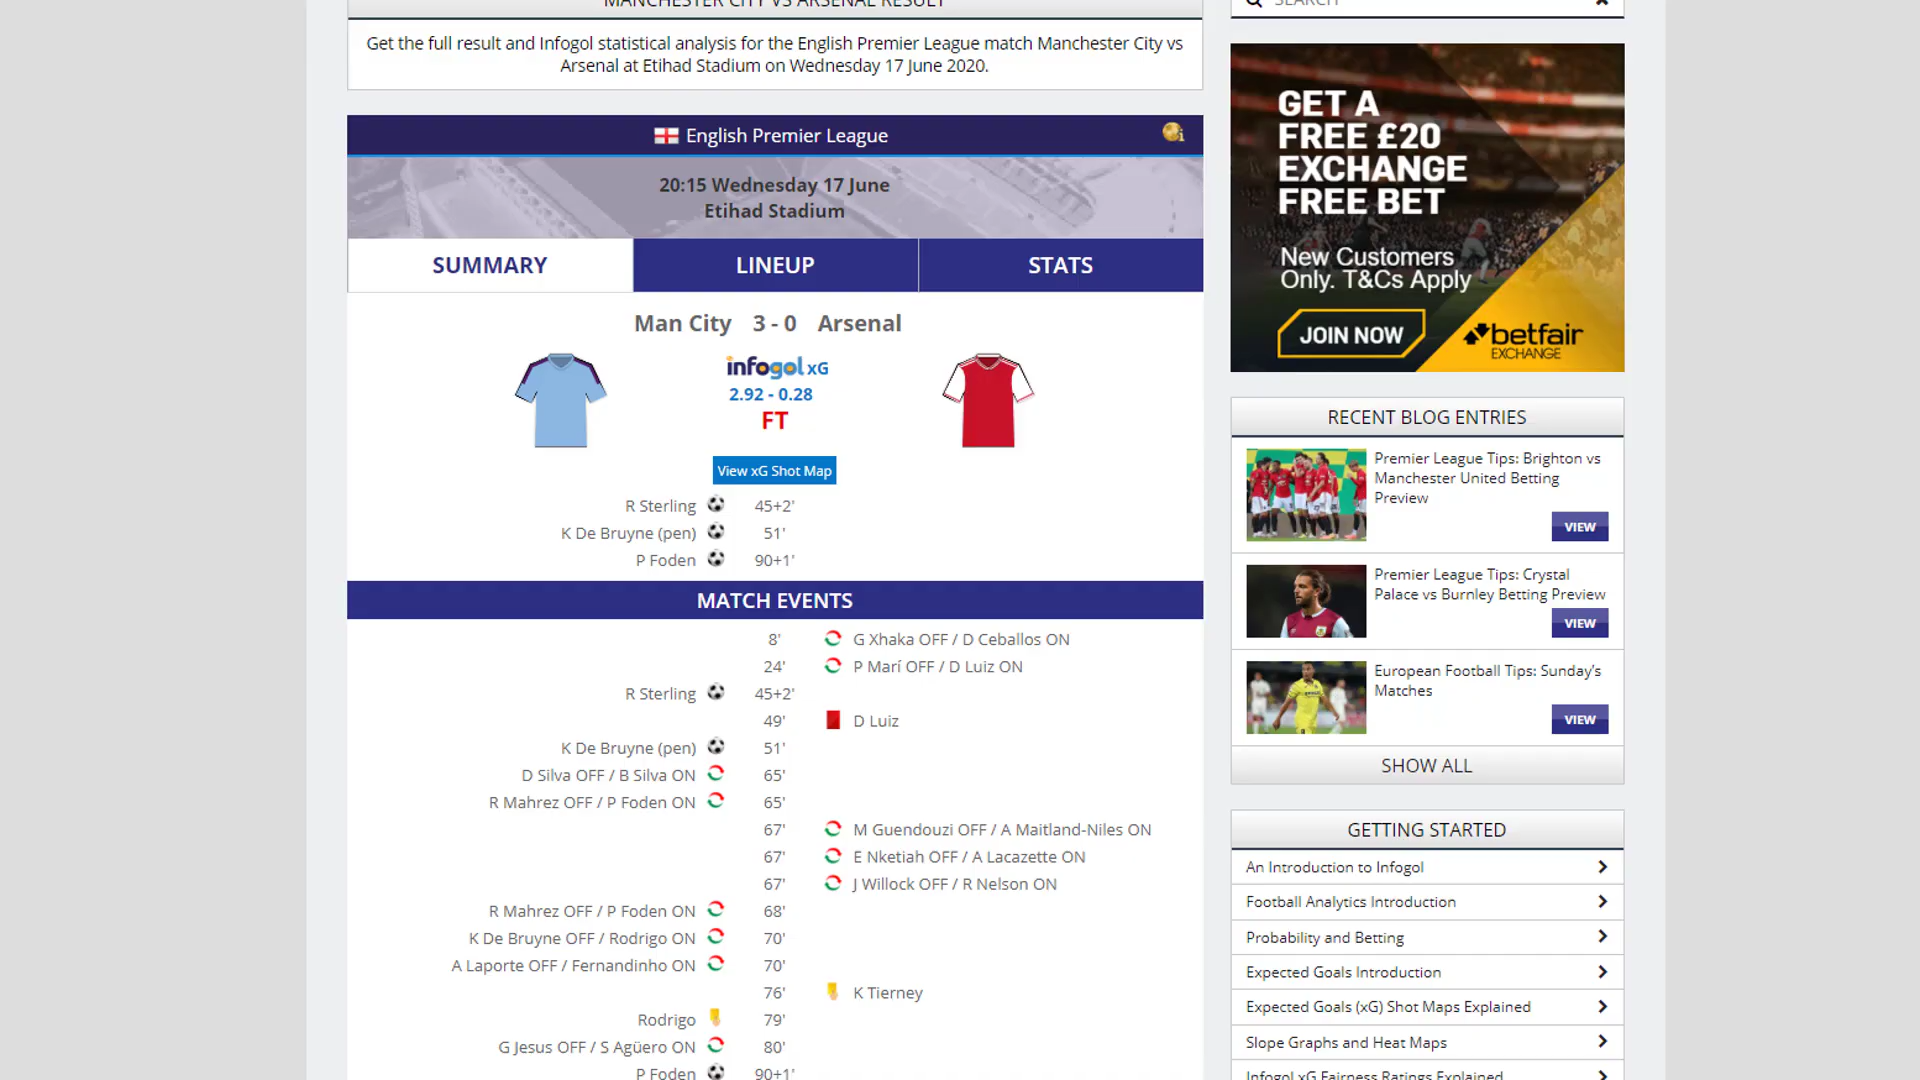 MANCHESTER CITY VS ARSENAL RESULT
Get the full result and Infogol statistical analysis for the English Premier League match Manchester City vs
Arsenal at Etihad Stadium on Wednesday 17 June 2020.
English Premier League
20:15 Wednesday 17 June
Etihad Stadium
SUMMARY
LINEUP
STATS
Man City 3 - 0 Arsenal
infogol xG
2.92 - 0.28
FT
View xG Shot Map
R Sterling 45+2'
K De Bruyne (pen) 51'
P Foden 90+1'
MATCH EVENTS
8' G Xhaka OFF / D Ceballos ON
24' P Marí OFF / D Luiz ON
R Sterling 45+2'
49' D Luiz
K De Bruyne (pen) 51'
D Silva OFF / B Silva ON 65'
R Mahrez OFF / P Foden ON 65'
67' M Guendouzi OFF / A Maitland-Niles ON
67' E Nketiah OFF / A Lacazette ON
67' J Willock OFF / R Nelson ON
R Mahrez OFF / P Foden ON 68'
K De Bruyne OFF / Rodrigo ON 70'
A Laporte OFF / Fernandinho ON 70'
76' K Tierney
Rodrigo 79'
G Jesus OFF / S Agüero ON 80'
P Foden 90+1'
SEARCH
GET A
FREE £20
EXCHANGE
FREE BET
New Customers
Only. T&Cs Apply
JOIN NOW
betfair
EXCHANGE
RECENT BLOG ENTRIES
Premier League Tips: Brighton vs
Manchester United Betting
Preview
VIEW
Premier League Tips: Crystal
Palace vs Burnley Betting Preview
VIEW
European Football Tips: Sunday's
Matches
VIEW
SHOW ALL
GETTING STARTED
An Introduction to Infogol
Football Analytics Introduction
Probability and Betting
Expected Goals Introduction
Expected Goals (xG) Shot Maps Explained
Slope Graphs and Heat Maps
Infogol xG Fairness Ratings Explained